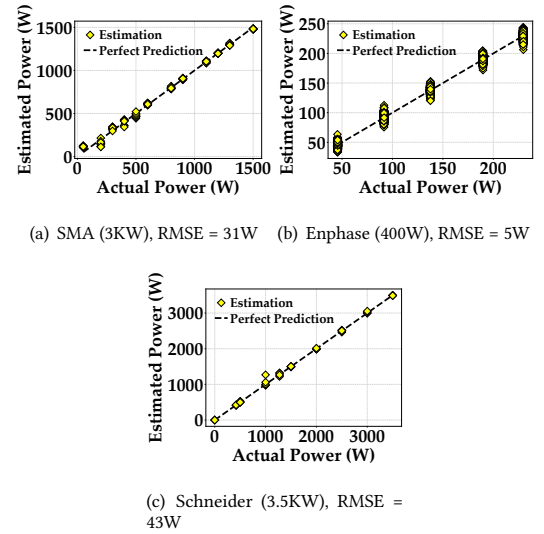 Estimated Power (W)
1500
1000
500
0
Estimation
Perfect Prediction
0 500 1000 1500
Actual Power (W)
(a) SMA (3KW), RMSE = 31W
Estimated Power (W)
250
200
150
100
50
Estimation
Perfect Prediction
50 100 150 200
Actual Power (W)
(b) Enphase (400W), RMSE = 5W
Estimated Power (W)
3000
2000
1000
0
Estimation
Perfect Prediction
0 1000 2000 3000
Actual Power (W)
(c) Schneider (3.5KW), RMSE =
43W